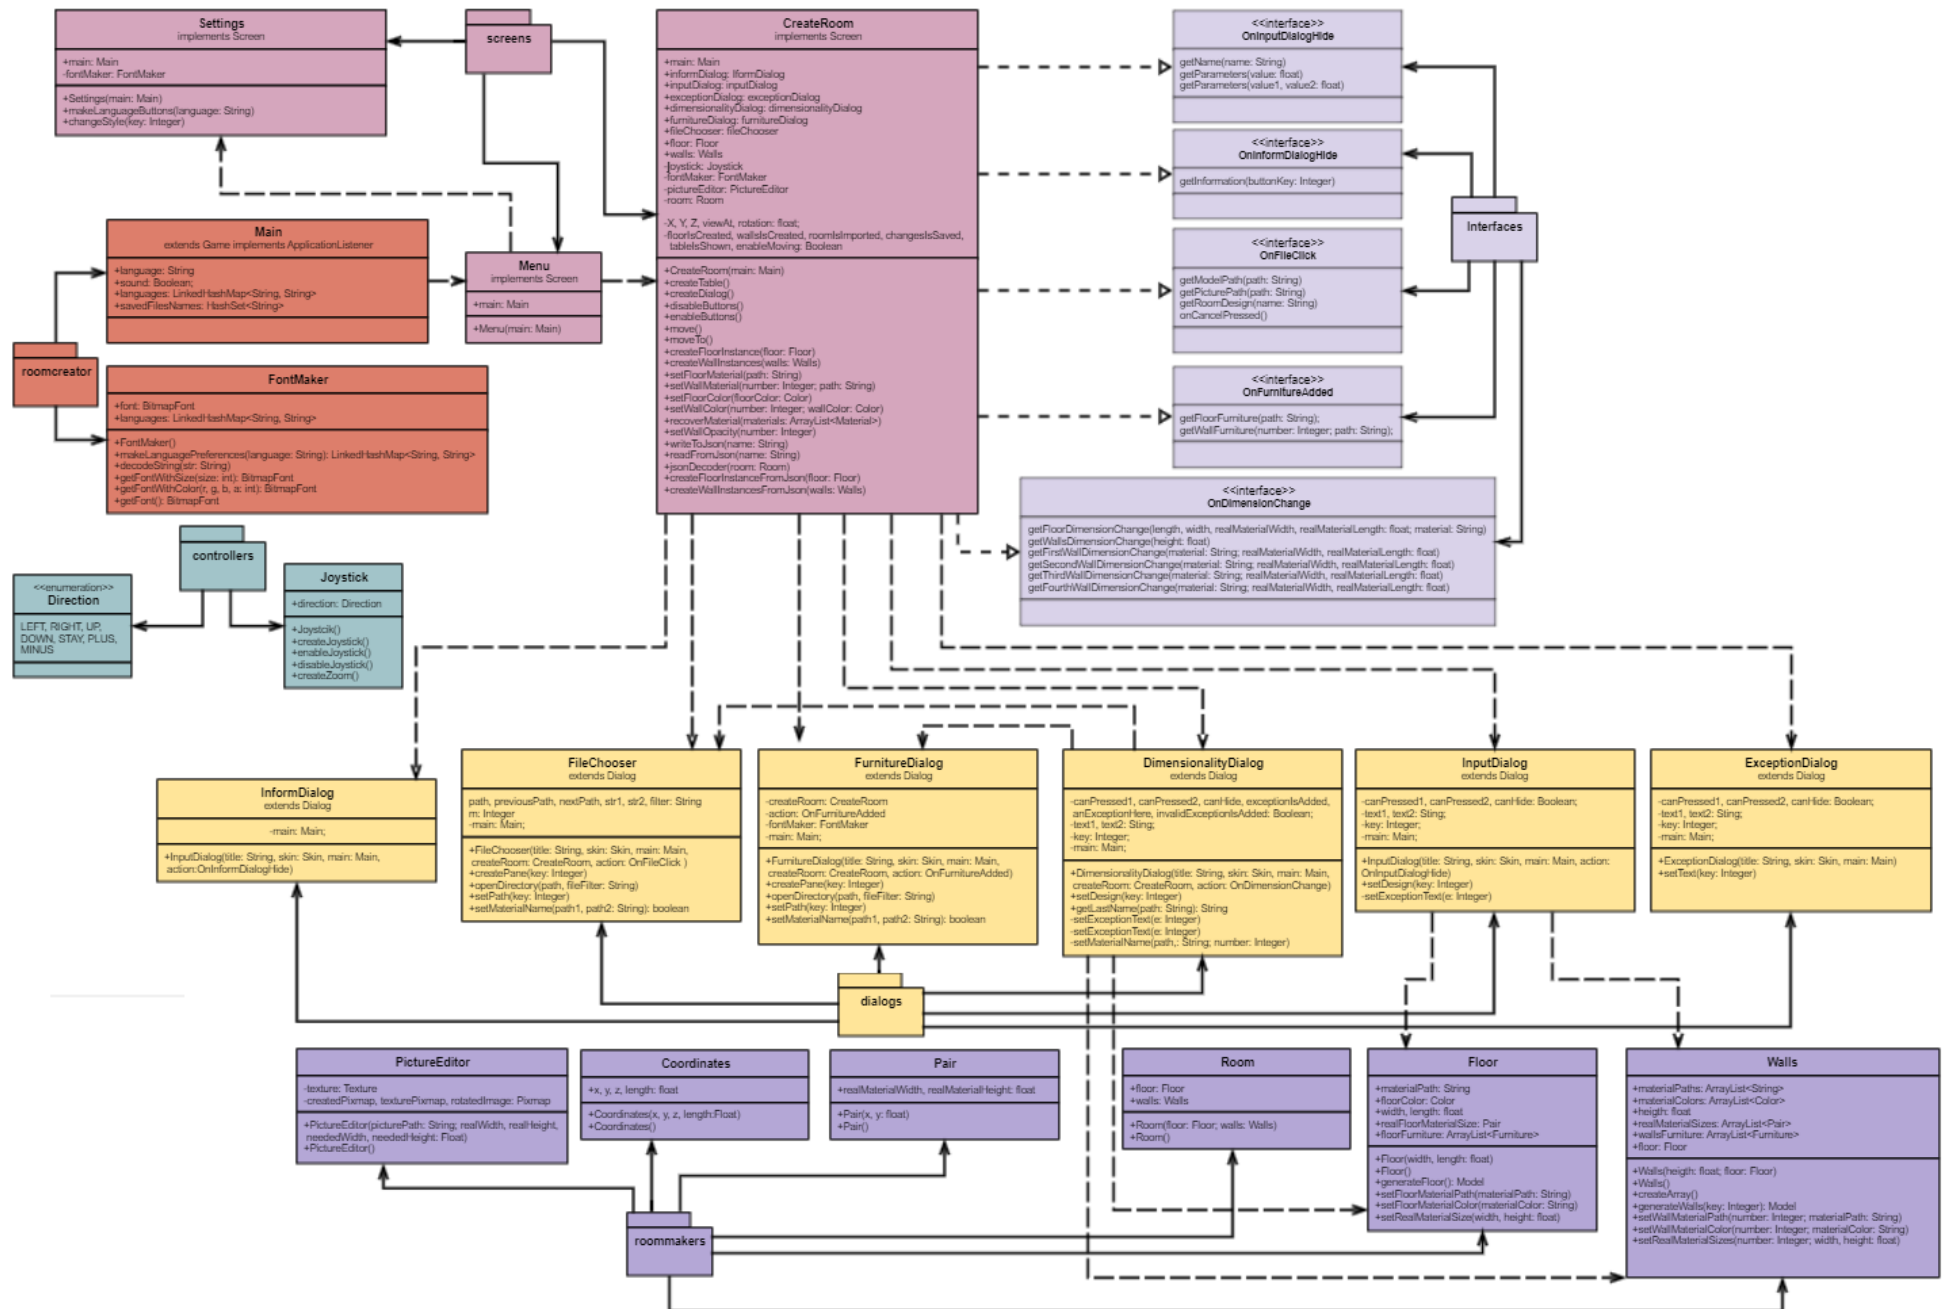 Settings
implements Screen
+main: Main
-fontMaker: FontMaker
+Settings(main: Main)
+makeLanguageButtons(language: String)
+changeStyle(key: Integer)
screens
CreateRoom
implements Screen
+main: Main
+informDialog: IformDialog
+inputDialog: inputDialog
+exceptionDialog: exceptionDialog
+dimensionalityDialog: dimensionalityDialog
+furnitureDialog: furnitureDialog
+fileChooser: fileChooser
+floor: Floor
+walls: Walls
-joystick: Joystick
-fontMaker: FontMaker
-pictureEditor: PictureEditor
-room: Room
-X, Y, Z, viewAt, rotation: float;
-floorIsCreated, wallsIsCreated, roomIsImported, changesIsSaved,
tableIsShown, enableMoving: Boolean
+CreateRoom(main: Main)
+createTable()
+createDialog()
+disableButtons()
+enableButtons()
+move()
+moveTo()
+createFloorInstance(floor: Floor)
+createWallInstances(walls: Walls)
+setFloorMaterial(path: String)
+setWallMaterial(number: Integer; path: String)
+setFloorColor(floorColor: Color)
+setWallColor(number: Integer; wallColor: Color)
+recoverMaterial(materials: ArrayList<Material>)
+setWallOpacity(number: Integer)
+writeToJson(name: String)
+readFromJson(name: String)
+jsonDecoder(room: Room)
+createFloorInstanceFromJson(floor: Floor)
+createWallInstancesFromJson(walls: Walls)
<<interface>>
OnInputDialogHide
getName(name: String)
getParameters(value: float)
getParameters(value1, value2: float)
<<interface>>
OnInformDialogHide
getInformation(buttonKey: Integer)
Interfaces
<<interface>>
OnFileClick
getModelPath(path: String)
getPicturePath(path: String)
getRoomDesign(name: String)
onCancelPressed()
<<interface>>
OnFurnitureAdded
getFloorFurniture(path: String);
getWallFurniture(number: Integer; path: String);
<<interface>>
OnDimensionChange
getFloorDimensionChange(length, width, realMaterialWidth, realMaterialLength: float; material: String)
getWallsDimensionChange(height: float)
getFirstWallDimensionChange(material: String; realMaterialWidth, realMaterialLength: float)
getSecondWallDimensionChange(material: String; realMaterialWidth, realMaterialLength: float)
getThirdWallDimensionChange(material: String; realMaterialWidth, realMaterialLength: float)
getFourthWallDimensionChange(material: String; realMaterialWidth, realMaterialLength: float)
Main
extends Game implements ApplicationListener
+language: String
+sound: Boolean;
+languages: LinkedHashMap<String, String>
+savedFilesNames: HashSet<String>
Menu
implements Screen
+main: Main
+Menu(main: Main)
roomcreator
FontMaker
+font: BitmapFont
+languages: LinkedHashMap<String, String>
+FontMaker()
+makeLanguagePreferences(language: String): LinkedHashMap<String, String>
+decodeString(str: String)
+getFontWithSize(size: int): BitmapFont
+getFontWithColor(r, g, b, a: int): BitmapFont
+getFont(): BitmapFont
controllers
<<enumeration>>
Direction
LEFT, RIGHT, UP,
DOWN, STAY, PLUS,
MINUS
Joystick
+direction: Direction
+Joystcik()
+createJoystick()
+enableJoystick()
+disableJoystick()
+createZoom()
InformDialog
extends Dialog
-main: Main;
+InputDialog(title: String, skin: Skin, main: Main,
action:OnInformDialogHide)
FileChooser
extends Dialog
path, previousPath, nextPath, str1, str2, filter: String
m: Integer
-main: Main;
+FileChooser(title: String, skin: Skin, main: Main,
createRoom: CreateRoom, action: OnFileClick )
+createPane(key: Integer)
+openDirectory(path, fileFilter: String)
+setPath(key: Integer)
+setMaterialName(path1, path2: String): boolean
FurnitureDialog
extends Dialog
-createRoom: CreateRoom
-action: OnFurnitureAdded
-fontMaker: FontMaker
-main: Main;
+FurnitureDialog(title: String, skin: Skin, main: Main,
createRoom: CreateRoom, action: OnFurnitureAdded)
+createPane(key: Integer)
+openDirectory(path, fileFilter: String)
+setPath(key: Integer)
+setMaterialName(path1, path2: String): boolean
DimensionalityDialog
extends Dialog
-canPressed1, canPressed2, canHide, exceptionIsAdded,
anExceptionHere, invalidExceptionIsAdded: Boolean;
-text1, text2: Sting;
-key: Integer;
-main: Main;
+DimensionalityDialog(title: String, skin: Skin, main: Main,
createRoom: CreateRoom, action: OnDimensionChange)
+setDesign(key: Integer)
+getLastName(path: String): String
-setExceptionText(e: Integer)
-setExceptionText(e: Integer)
-setMaterialName(path,: String; number: Integer)
InputDialog
extends Dialog
-canPressed1, canPressed2, canHide: Boolean;
-text1, text2: Sting;
-key: Integer;
-main: Main;
+InputDialog(title: String, skin: Skin, main: Main, action:
OnInputDialogHide)
+setDesign(key: Integer)
-setExceptionText(e: Integer)
ExceptionDialog
extends Dialog
-canPressed1, canPressed2, canHide: Boolean;
-text1, text2: Sting;
-key: Integer;
-main: Main;
+ExceptionDialog(title: String, skin: Skin, main: Main)
+setText(key: Integer)
dialogs
PictureEditor
-texture: Texture
-createdPixmap, texturePixmap, rotatedImage: Pixmap
+PictureEditor(picturePath: String; realWidth, realHeight,
neededWidth, neededHeight: Float)
+PictureEditor()
Coordinates
+x, y, z, length: float
+Coordinates(x, y, z, length:Float)
+Coordinates()
Pair
+realMaterialWidth, realMaterialHeight: float
+Pair(x, y: float)
+Pair()
Room
+floor: Floor
+walls: Walls
+Room(floor: Floor; walls: Walls)
+Room()
Floor
+materialPath: String
+floorColor: Color
+width, length: float
+realFloorMaterialSize: Pair
+floorFurniture: ArrayList<Furniture>
+Floor(width, length: float)
+Floor()
+generateFloor(): Model
+setFloorMaterialPath(materialPath: String)
+setFloorMaterialColor(materialColor: String)
+setRealMaterialSize(width, height: float)
Walls
+materialPaths: ArrayList<String>
+materialColors: ArrayList<Color>
+heigth: float
+realMaterialSizes: ArrayList<Pair>
+wallsFurniture: ArrayList<Furniture>
+floor: Floor
+Walls(heigth: float; floor: Floor)
+Walls()
+createArray()
+generateWalls(key: Integer): Model
+setWallMaterialPath(number: Integer; materialPath: String)
+setWallMaterialColor(number: Integer; materialColor: String)
+setRealMaterialSizes(number: Integer; width, height: float)
roommakers